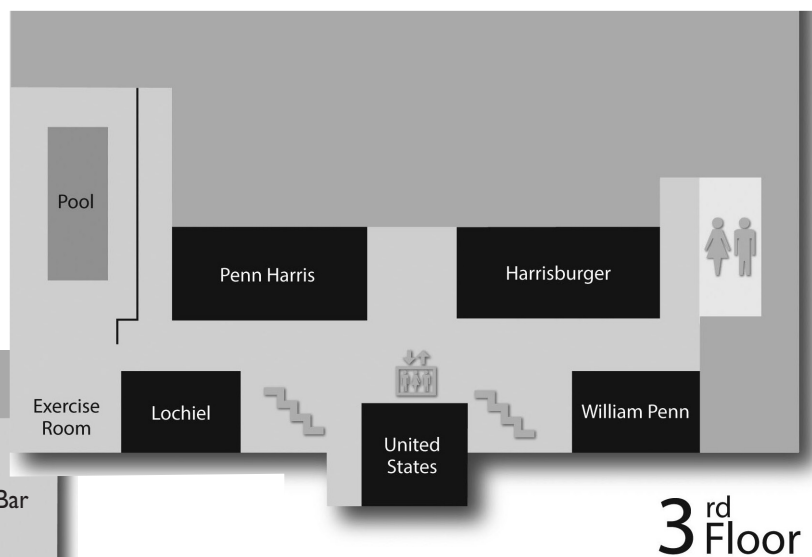 Pool
Penn Harris
Harrisburger
Exercise
Room
Lochiel
United
States
William Penn
Bar
3rd
Floor